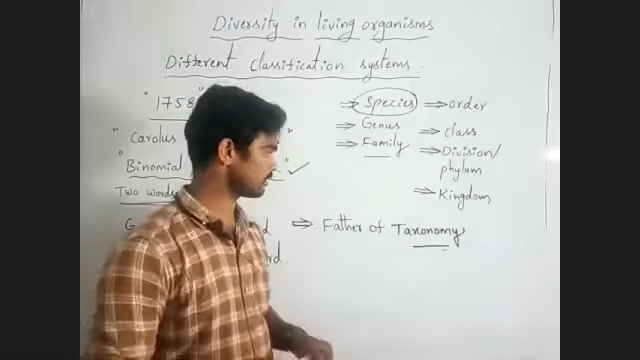 Diversity in living organisms
Different classification systems
"1758"
" Carolus "
" Binomial "
Two words
⇒ Species
⇒ Genus
⇒ Family
⇒ order
⇒ class
⇒ Division/
phylum
⇒ Kingdom
⇒ Father of Taxonomy